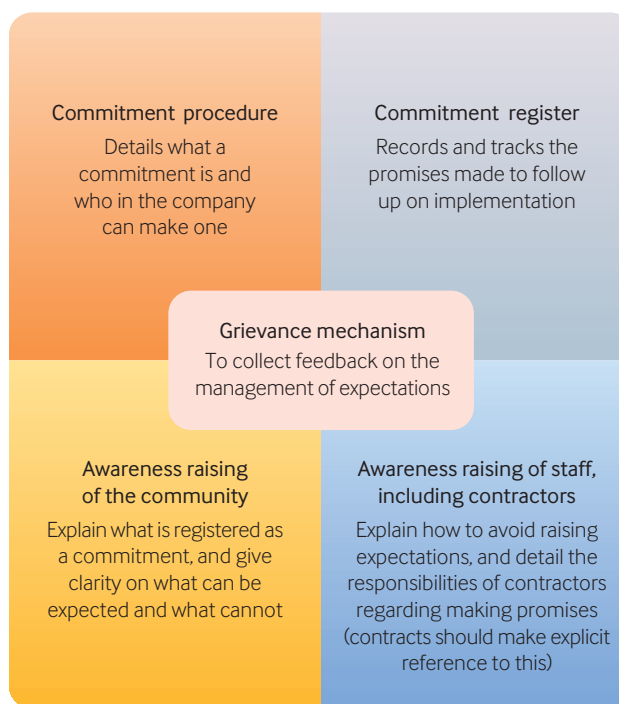 Commitment procedure
Details what a
commitment is and
who in the company
can make one
Commitment register
Records and tracks the
promises made to follow
up on implementation
Grievance mechanism
To collect feedback on the
management of expectations
Awareness raising
of the community
Explain what is registered as
a commitment, and give
clarity on what can be
expected and what cannot
Awareness raising of staff,
including contractors
Explain how to avoid raising
expectations, and detail the
responsibilities of contractors
regarding making promises
(contracts should make explicit
reference to this)